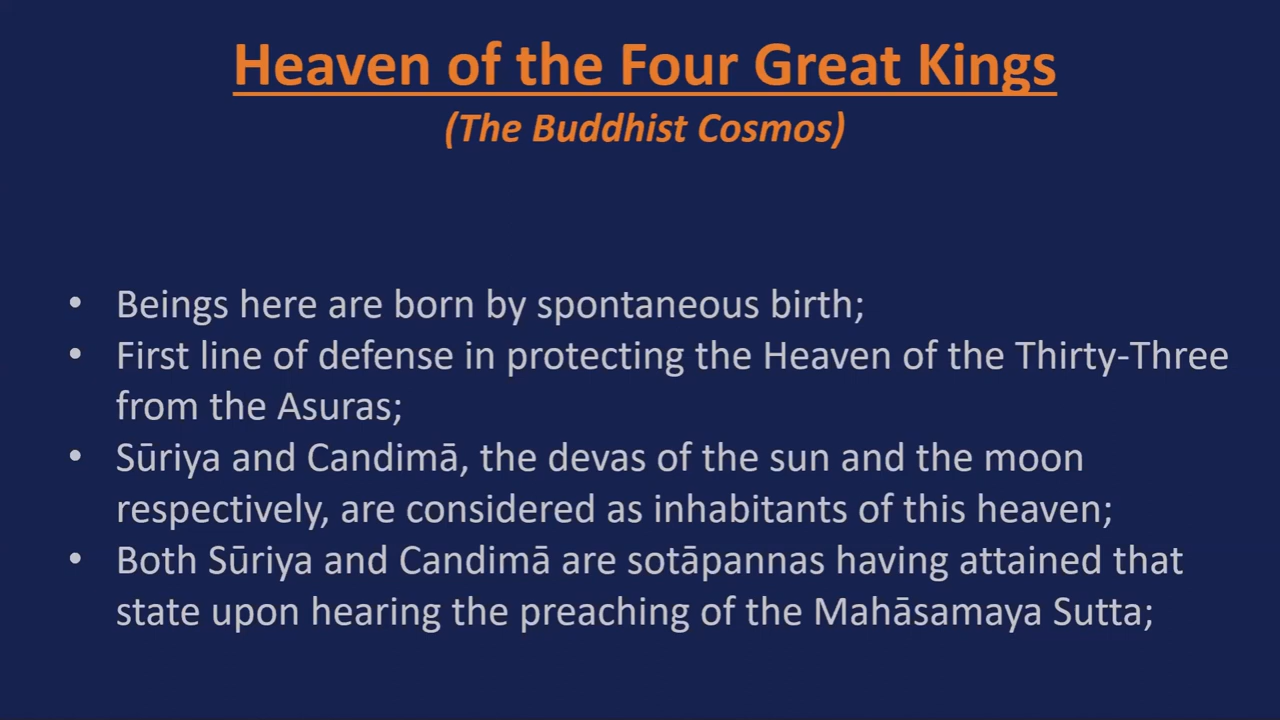 Heaven of the Four Great Kings
(The Buddhist Cosmos)
• Beings here are born by spontaneous birth;
• First line of defense in protecting the Heaven of the Thirty-Three
from the Asuras;
• Sūriya and Candimā, the devas of the sun and the moon
respectively, are considered as inhabitants of this heaven;
• Both Sūriya and Candimā are sotāpannas having attained that
state upon hearing the preaching of the Mahāsamaya Sutta;